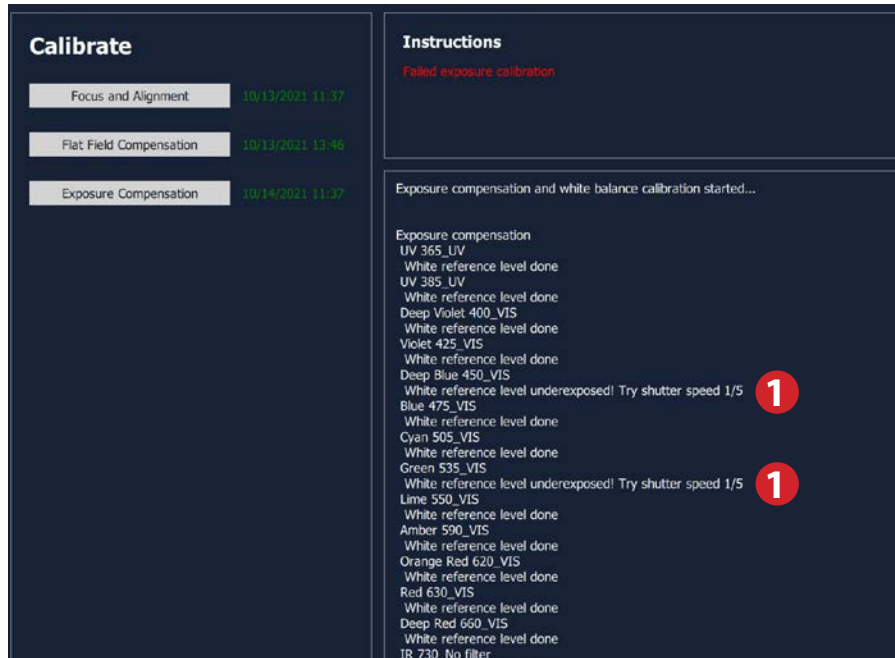 Calibrate
Focus and Alignment 10/13/2021 11:37
Flat Field Compensation 10/13/2021 13:46
Exposure Compensation 10/14/2021 11:37
Instructions
Failed exposure calibration
Exposure compensation and white balance calibration started...
Exposure compensation
UV 365_UV
White reference level done
UV 385_UV
White reference level done
Deep Violet 400_VIS
White reference level done
Violet 425_VIS
White reference level done
Deep Blue 450_VIS
White reference level underexposed! Try shutter speed 1/5 1
Blue 475_VIS
White reference level done
Cyan 505_VIS
White reference level done
Green 535_VIS
White reference level underexposed! Try shutter speed 1/5 1
Lime 550_VIS
White reference level done
Amber 590_VIS
White reference level done
Orange Red 620_VIS
White reference level done
Red 630_VIS
White reference level done
Deep Red 660_VIS
White reference level done
IR 730_No filter